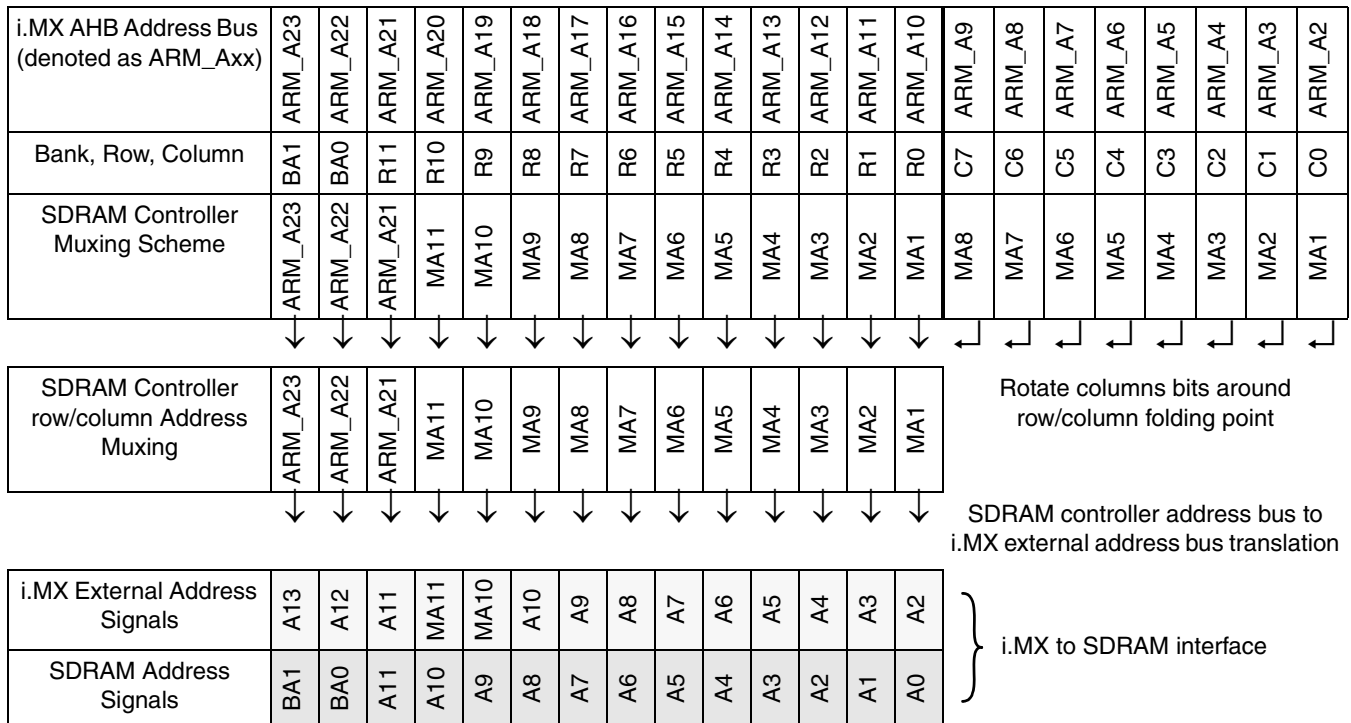 i.MX AHB Address Bus
(denoted as ARM_Axx)
ARM_A23 ARM_A22 ARM_A21 ARM_A20 ARM_A19 ARM_A18 ARM_A17 ARM_A16 ARM_A15 ARM_A14 ARM_A13 ARM_A12 ARM_A11 ARM_A10 ARM_A9 ARM_A8 ARM_A7 ARM_A6 ARM_A5 ARM_A4 ARM_A3 ARM_A2
Bank, Row, Column
BA1 BA0 R11 R10 R9 R8 R7 R6 R5 R4 R3 R2 R1 R0 C7 C6 C5 C4 C3 C2 C1 C0
SDRAM Controller
Muxing Scheme
ARM_A23 ARM_A22 ARM_A21 MA11 MA10 MA9 MA8 MA7 MA6 MA5 MA4 MA3 MA2 MA1 MA8 MA7 MA6 MA5 MA4 MA3 MA2 MA1
SDRAM Controller
row/column Address
Muxing
ARM_A23 ARM_A22 ARM_A21 MA11 MA10 MA9 MA8 MA7 MA6 MA5 MA4 MA3 MA2 MA1
Rotate columns bits around
row/column folding point
SDRAM controller address bus to
i.MX external address bus translation
i.MX External Address
Signals
A13 A12 A11 MA11 MA10 A10 A9 A8 A7 A6 A5 A4 A3 A2
SDRAM Address
Signals
BA1 BA0 A11 A10 A9 A8 A7 A6 A5 A4 A3 A2 A1 A0
i.MX to SDRAM interface